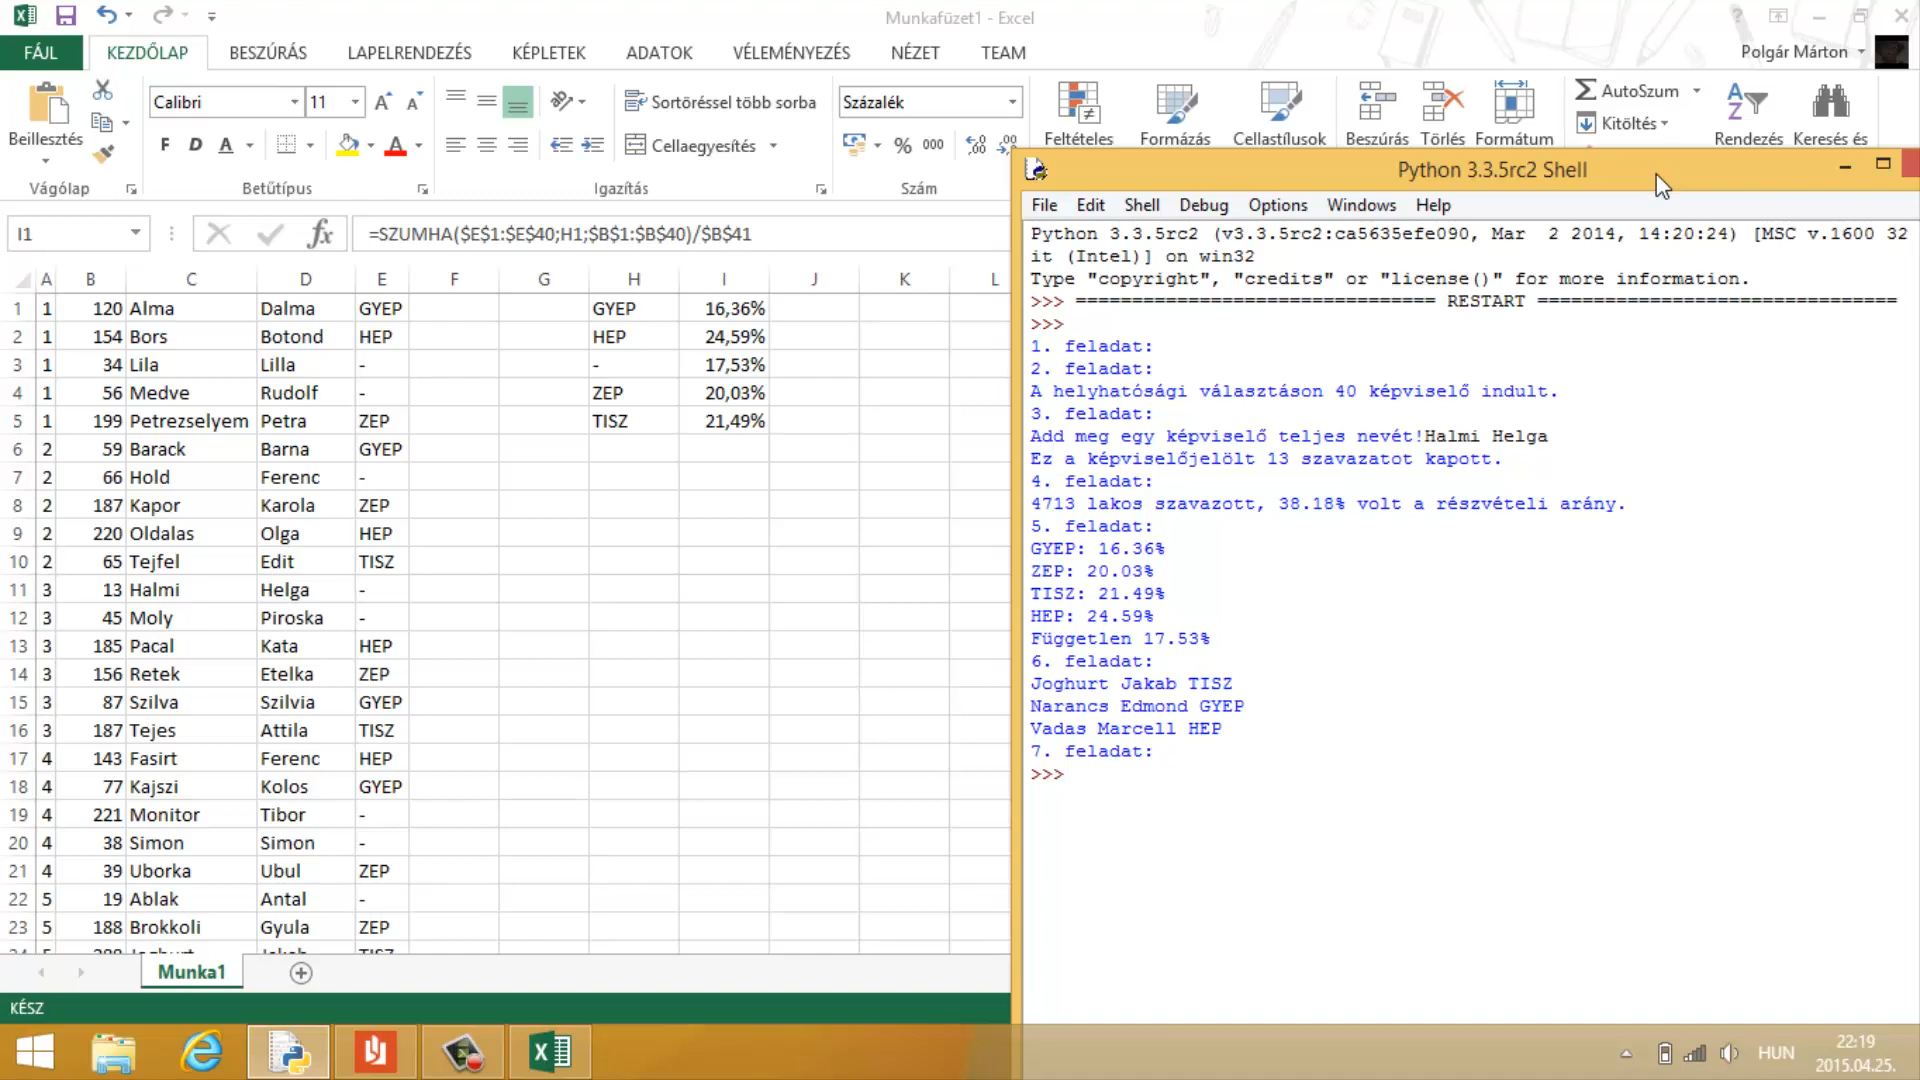 Munkafüzet1 - Excel
FÁJL KEZDŐLAP BESZÚRÁS LAPELRENDEZÉS KÉPLETEK ADATOK VÉLEMÉNYEZÉS NÉZET TEAM Polgár Márton
Beillesztés Calibri 11 Sortöréssel több sorba Százalék Feltételes Formázás Cellastílusok Beszúrás Törlés Formátum AutoSzum Kitöltés Rendezés Keresés és
F D A A Cellaegyesítés % 000
Vágólap Betűtípus Igazítás Szám
I1 fx =SZUMHA($E$1:$E$40;H1;$B$1:$B$40)/$B$41
A B C D E F G H I J K L
1 1 120 Alma Dalma GYEP GYEP 16,36%
2 1 154 Bors Botond HEP HEP 24,59%
3 1 34 Lila Lilla - - 17,53%
4 1 56 Medve Rudolf - ZEP 20,03%
5 1 199 Petrezselyem Petra ZEP TISZ 21,49%
6 2 59 Barack Barna GYEP
7 2 66 Hold Ferenc -
8 2 187 Kapor Karola ZEP
9 2 220 Oldalas Olga HEP
10 2 65 Tejfel Edit TISZ
11 3 13 Halmi Helga -
12 3 45 Moly Piroska -
13 3 185 Pacal Kata HEP
14 3 156 Retek Etelka ZEP
15 3 87 Szilva Szilvia GYEP
16 3 187 Tejes Attila TISZ
17 4 143 Fasirt Ferenc HEP
18 4 77 Kajszi Kolos GYEP
19 4 221 Monitor Tibor -
20 4 38 Simon Simon -
21 4 39 Uborka Ubul ZEP
22 5 19 Ablak Antal -
23 5 188 Brokkoli Gyula ZEP
Munka1
KÉSZ
Python 3.3.5rc2 Shell
File Edit Shell Debug Options Windows Help
Python 3.3.5rc2 (v3.3.5rc2:ca5635efe090, Mar  2 2014, 14:20:24) [MSC v.1600 32
it (Intel)] on win32
Type "copyright", "credits" or "license()" for more information.
>>> ================================ RESTART ================================
>>>
1. feladat:
2. feladat:
A helyhatósági választáson 40 képviselő indult.
3. feladat:
Add meg egy képviselő teljes nevét!Halmi Helga
Ez a képviselőjelölt 13 szavazatot kapott.
4. feladat:
4713 lakos szavazott, 38.18% volt a részvételi arány.
5. feladat:
GYEP: 16.36%
ZEP: 20.03%
TISZ: 21.49%
HEP: 24.59%
Független 17.53%
6. feladat:
Joghurt Jakab TISZ
Narancs Edmond GYEP
Vadas Marcell HEP
7. feladat:
>>>
HUN
22:19
2015.04.25.